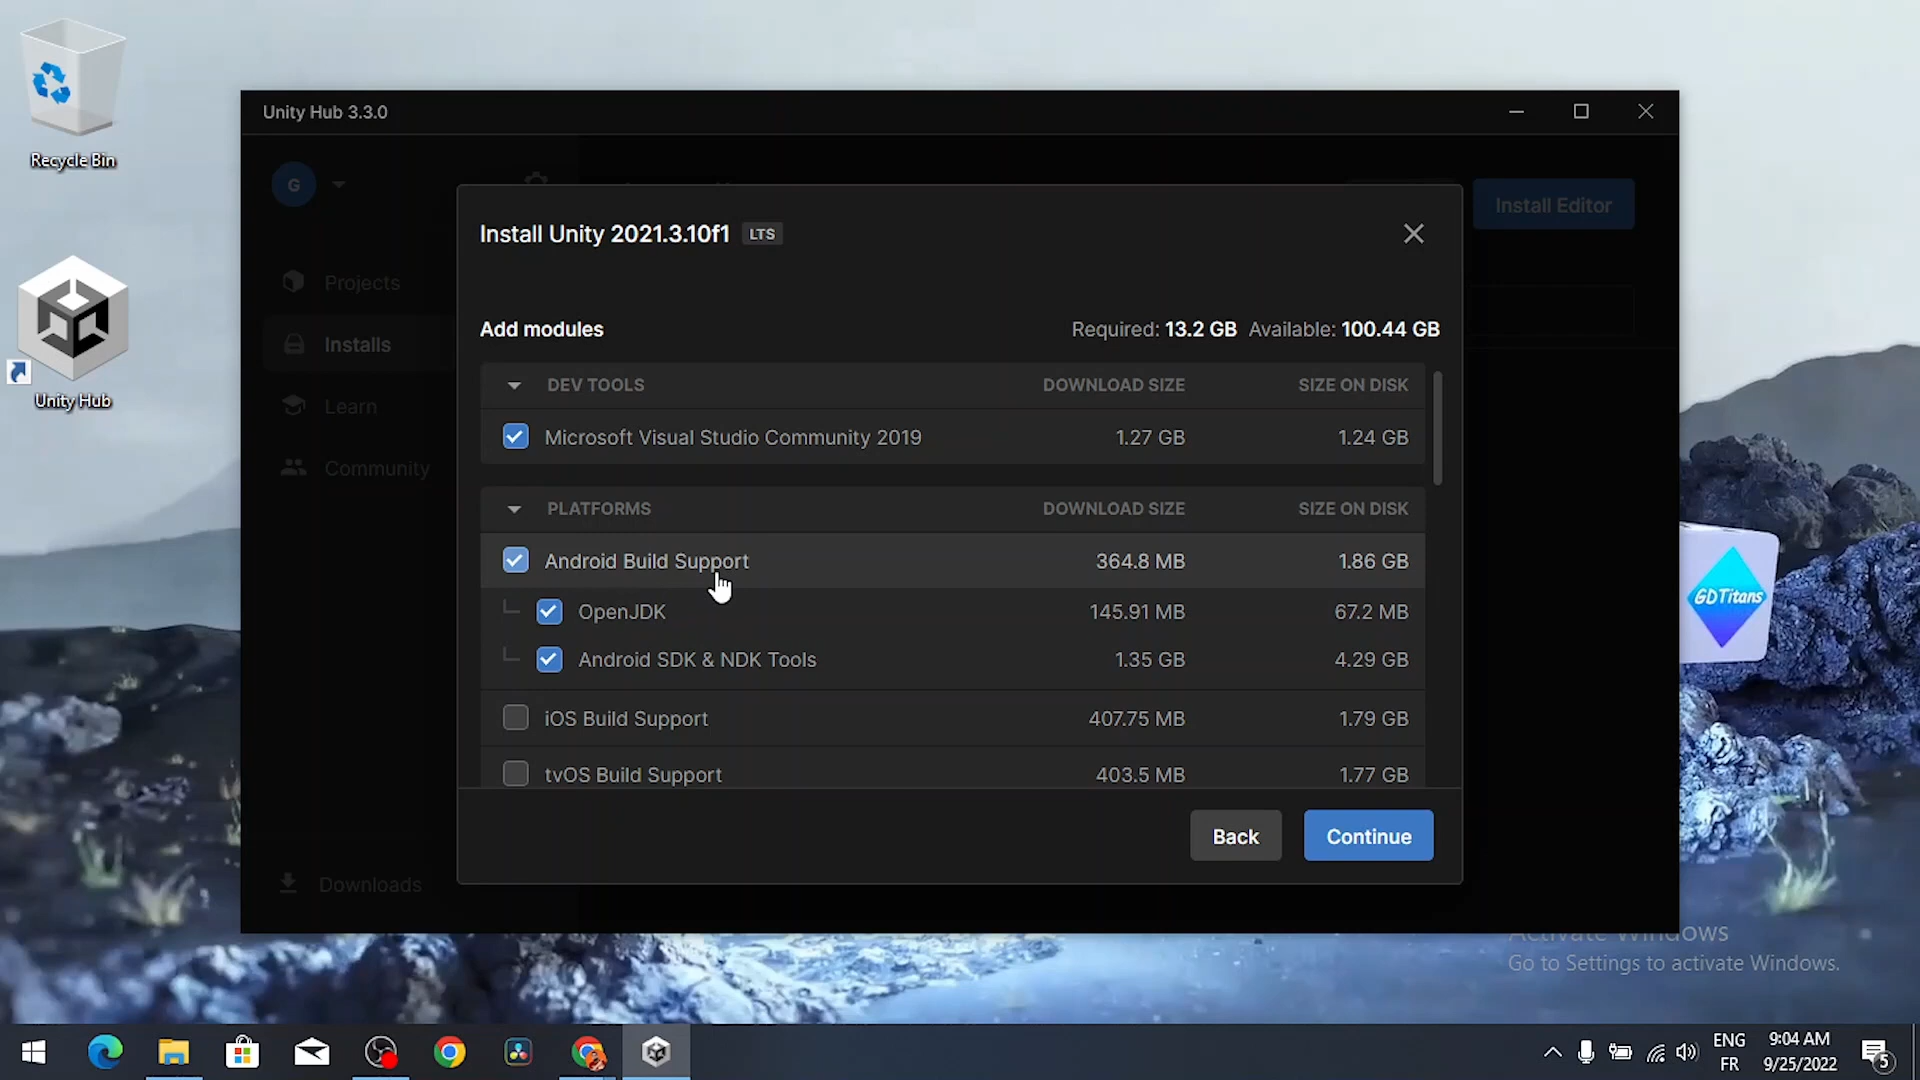 Recycle Bin
Unity Hub
Unity Hub 3.3.0
G
Install Editor
Projects
Installs
Learn
Community
Downloads
Install Unity 2021.3.10f1 LTS
Add modules Required: 13.2 GB Available: 100.44 GB
DEV TOOLS DOWNLOAD SIZE SIZE ON DISK
Microsoft Visual Studio Community 2019 1.27 GB 1.24 GB
PLATFORMS DOWNLOAD SIZE SIZE ON DISK
Android Build Support 364.8 MB 1.86 GB
OpenJDK 145.91 MB 67.2 MB
Android SDK & NDK Tools 1.35 GB 4.29 GB
iOS Build Support 407.75 MB 1.79 GB
tvOS Build Support 403.5 MB 1.77 GB
Back Continue
GDTitans
Activate Windows
Go to Settings to activate Windows.
ENG 9:04 AM
FR 9/25/2022
5